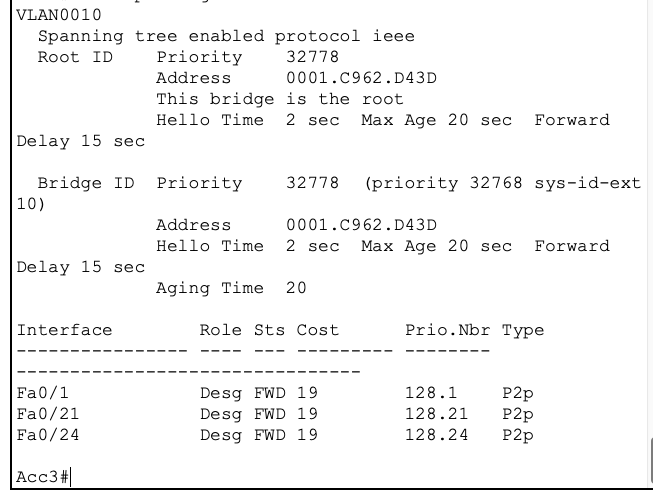 VLAN0010
  Spanning tree enabled protocol ieee
  Root ID    Priority    32778
             Address     0001.C962.D43D
             This bridge is the root
             Hello Time  2 sec  Max Age 20 sec  Forward
Delay 15 sec

  Bridge ID  Priority    32778  (priority 32768 sys-id-ext
10)
             Address     0001.C962.D43D
             Hello Time  2 sec  Max Age 20 sec  Forward
Delay 15 sec
             Aging Time  20

Interface        Role Sts Cost      Prio.Nbr Type
---------------- ---- --- --------- --------
--------------------------------
Fa0/1            Desg FWD 19        128.1    P2p
Fa0/21           Desg FWD 19        128.21   P2p
Fa0/24           Desg FWD 19        128.24   P2p

Acc3#